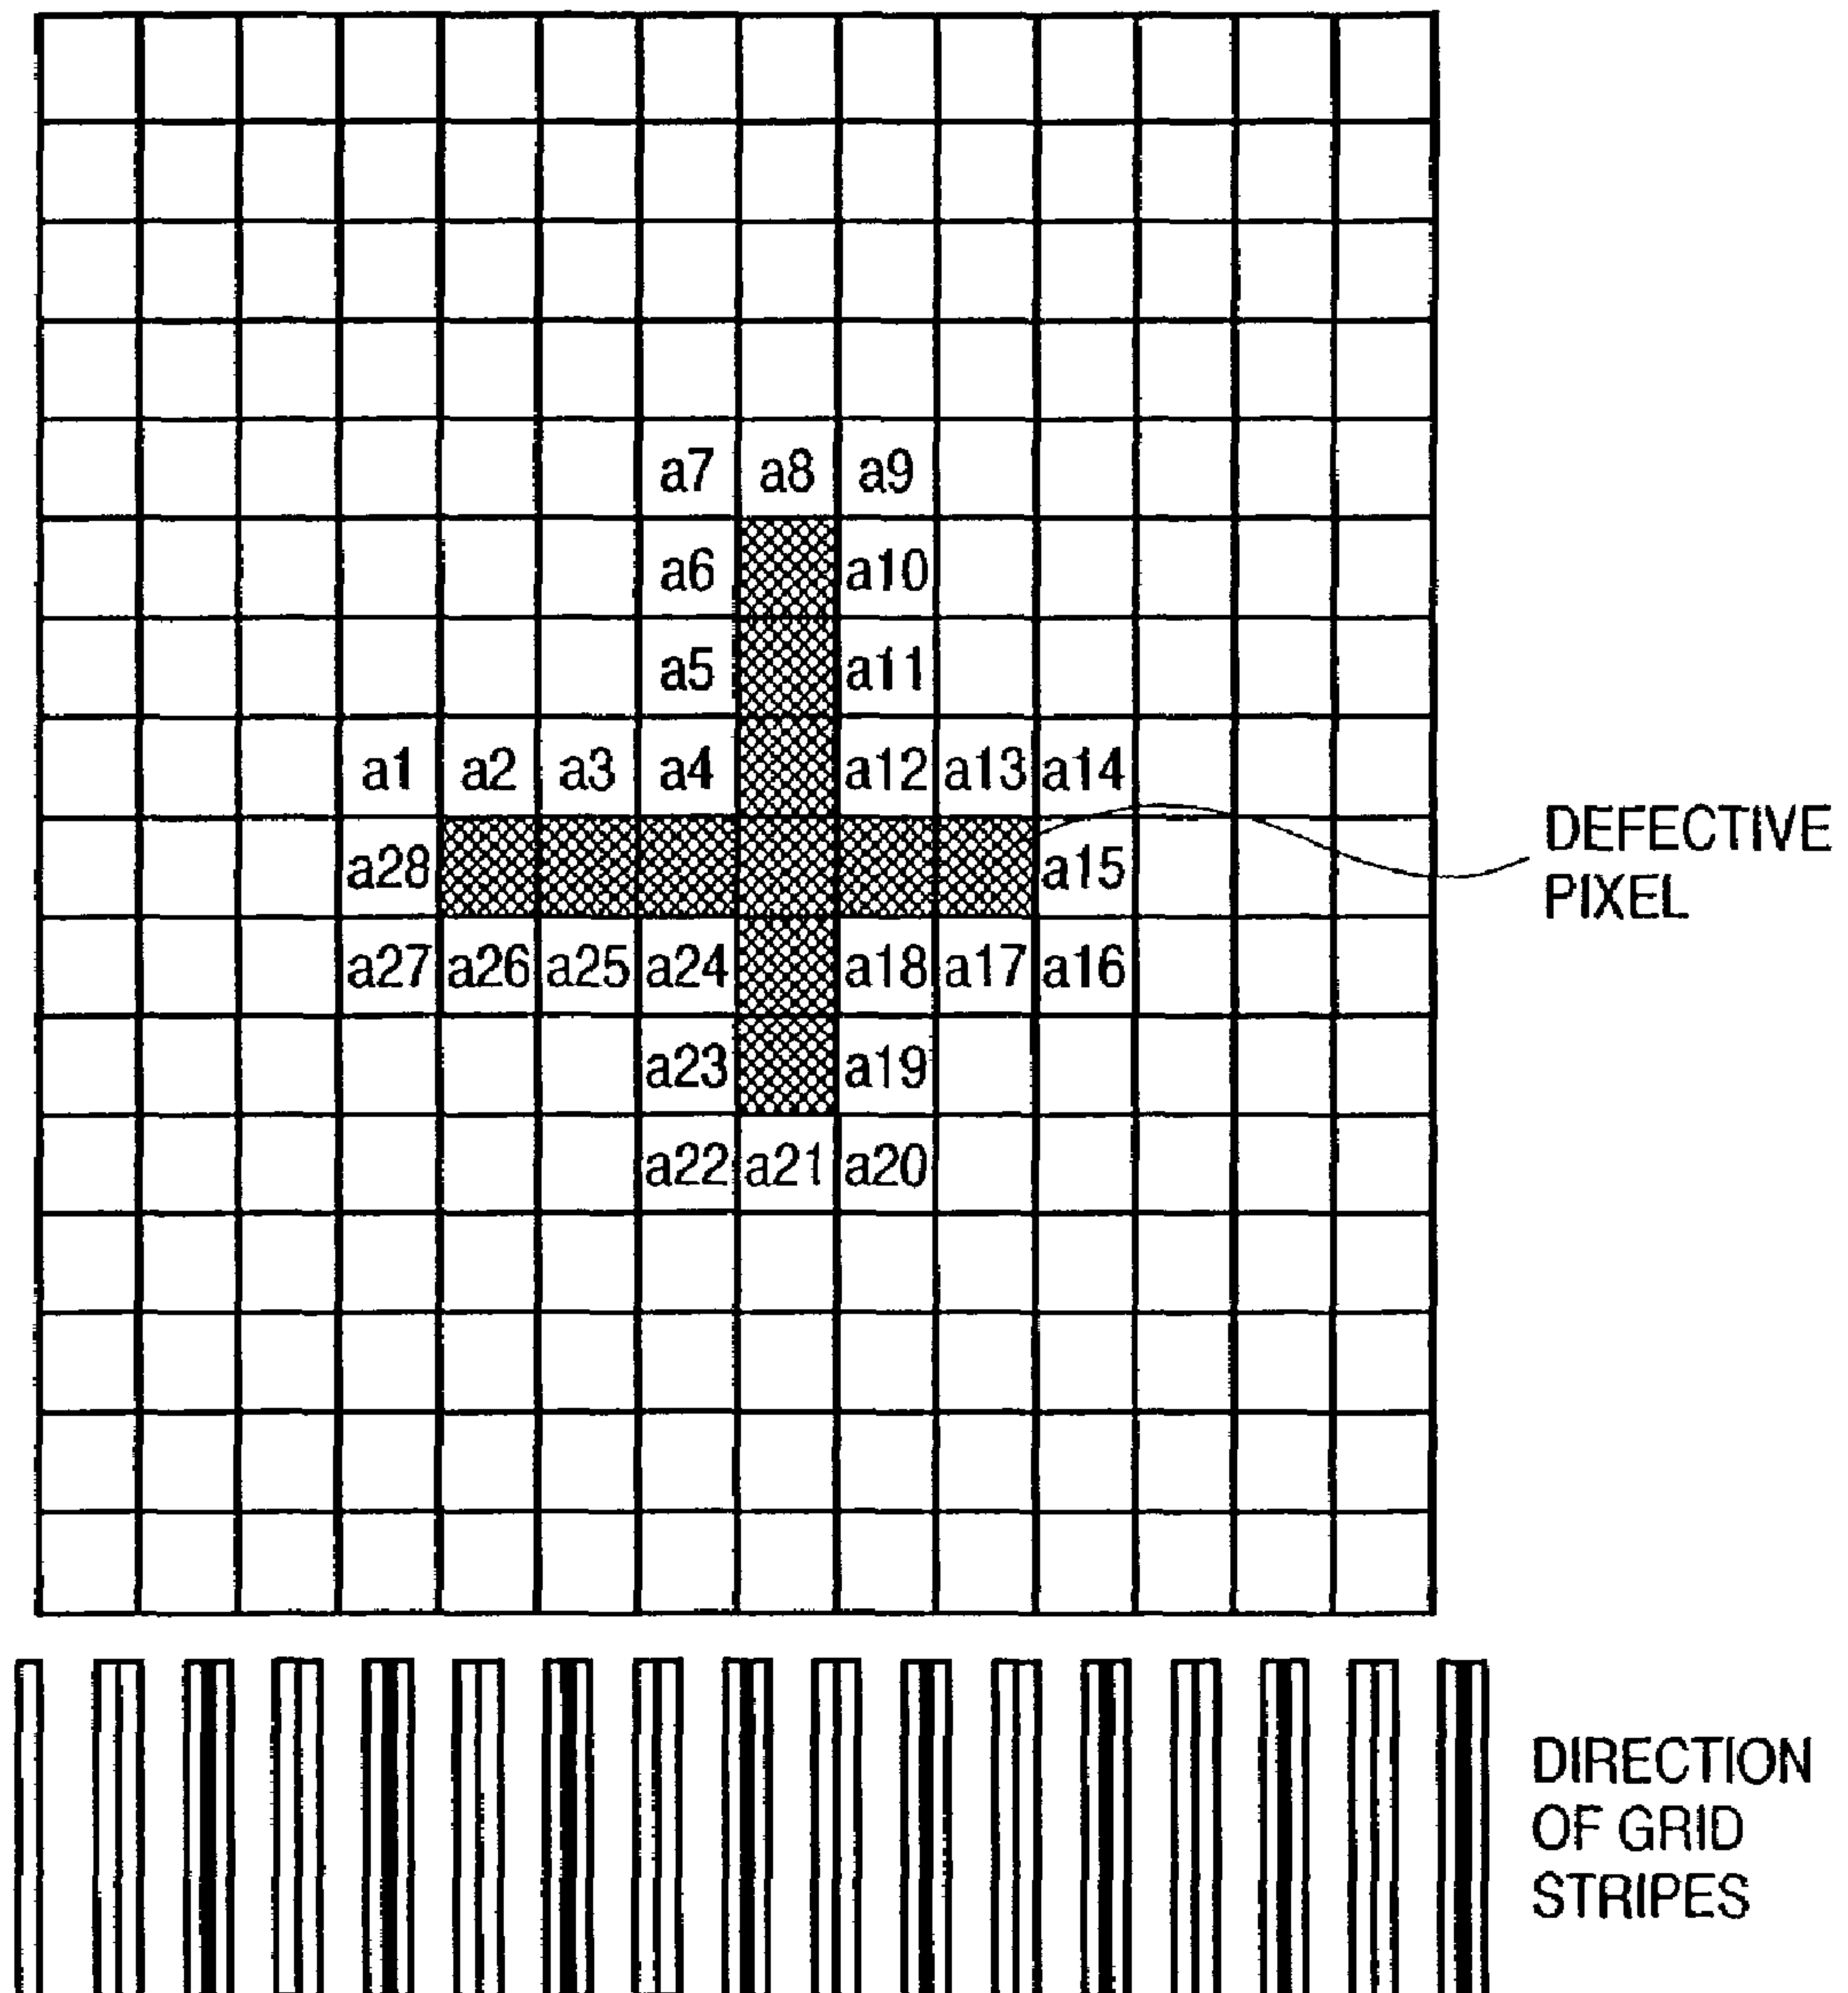 a7 a8 a9
a6 a10
a5 a11
a1 a2 a3 a4 a12 a13 a14
a28 a15
a27 a26 a25 a24 a18 a17 a16
a23 a19
a22 a21 a20
DEFECTIVE
PIXEL
DIRECTION
OF GRID
STRIPES